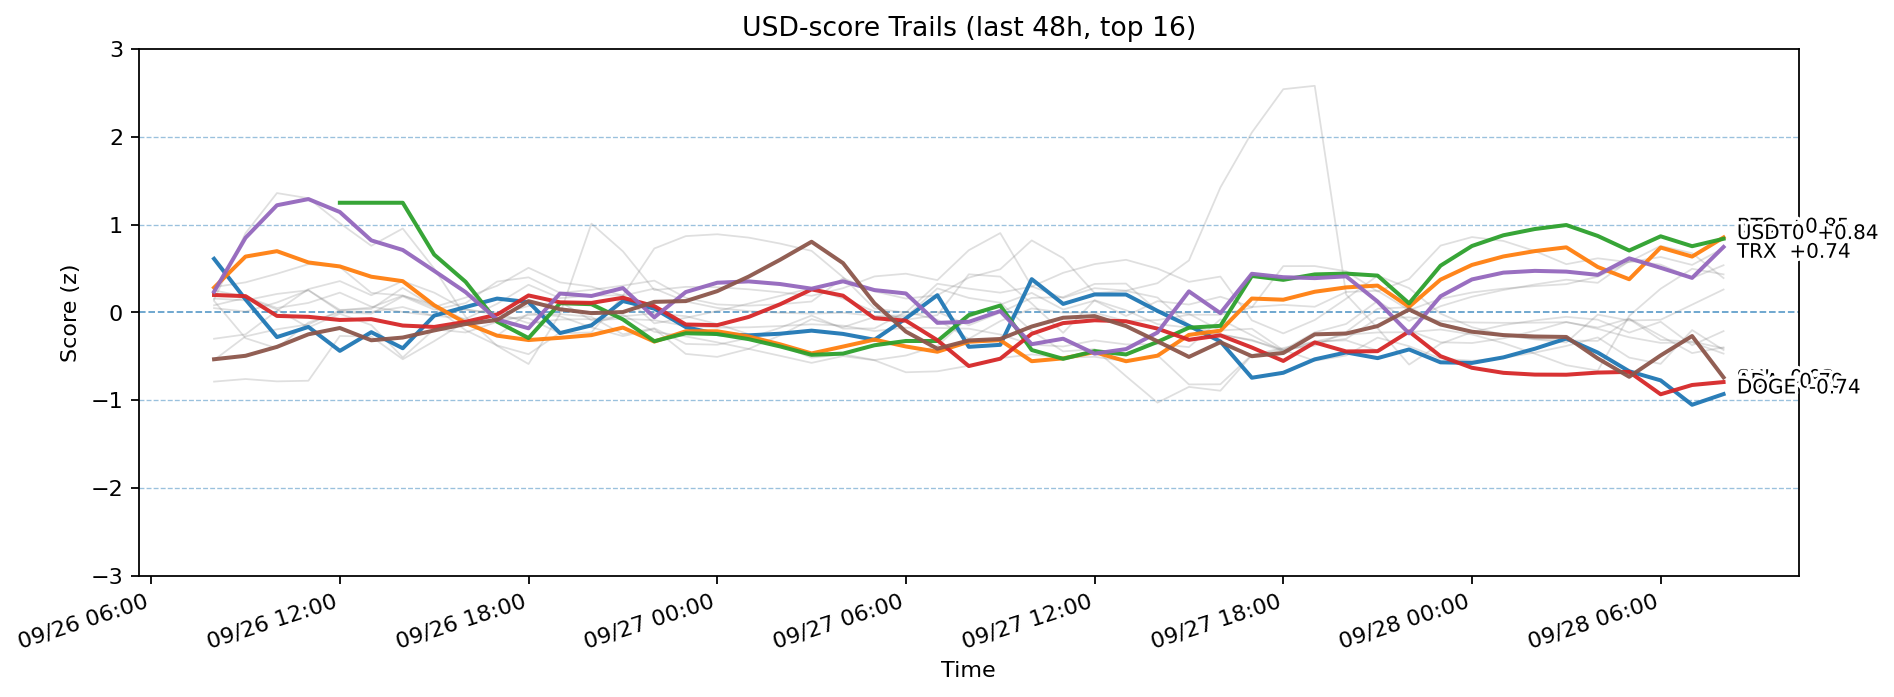 USD-score Trails (last 48h, top 16)
Score (z)
3
2
1
0
−1
−2
−3
USDT0 +0.84
TRX +0.74
DOGE -0.74
09/26 06:00
09/26 12:00
09/26 18:00
09/27 00:00
09/27 06:00
09/27 12:00
09/27 18:00
09/28 00:00
09/28 06:00
Time